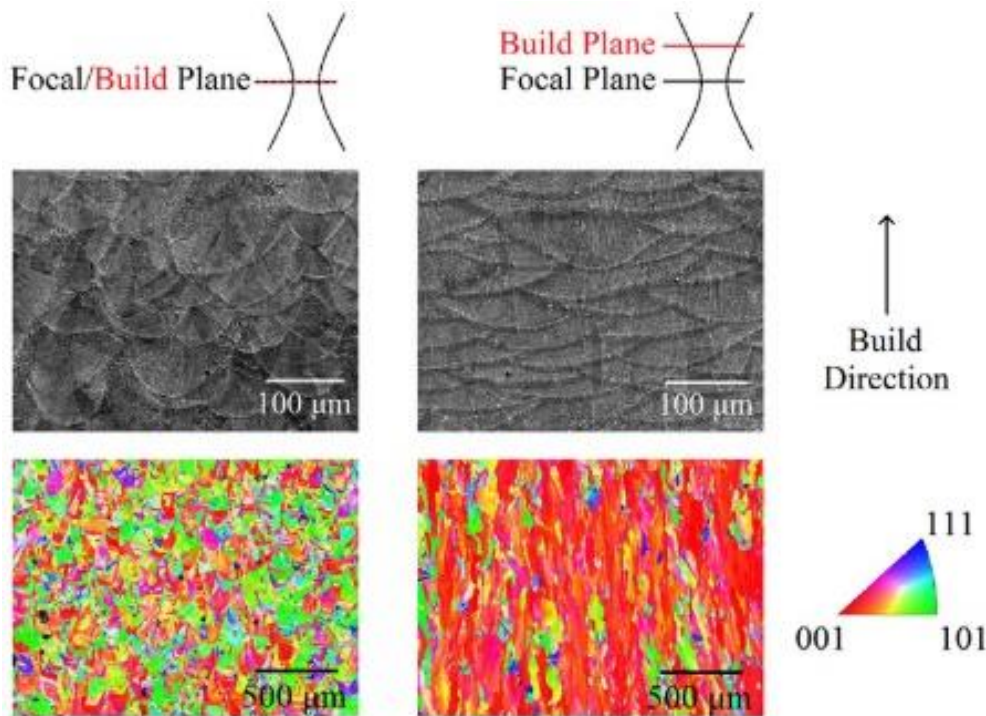 Focal/Build Plane
Build Plane
Focal Plane
100 μm
100 μm
Build
Direction
500 μm
500 μm
111
001
101